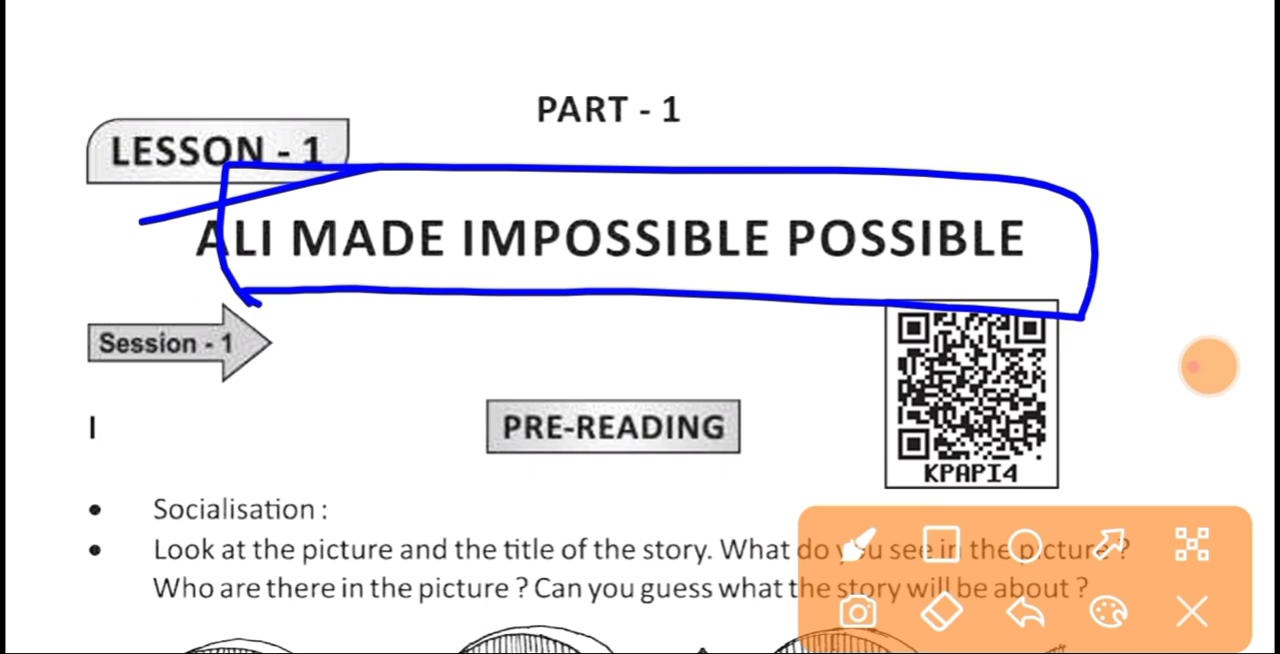 PART - 1
LESSON - 1
ALI MADE IMPOSSIBLE POSSIBLE
Session - 1
I
PRE-READING
KPAPI4
• Socialisation :
• Look at the picture and the title of the story. What do you see in the picture ?
Who are there in the picture ? Can you guess what the story will be about ?